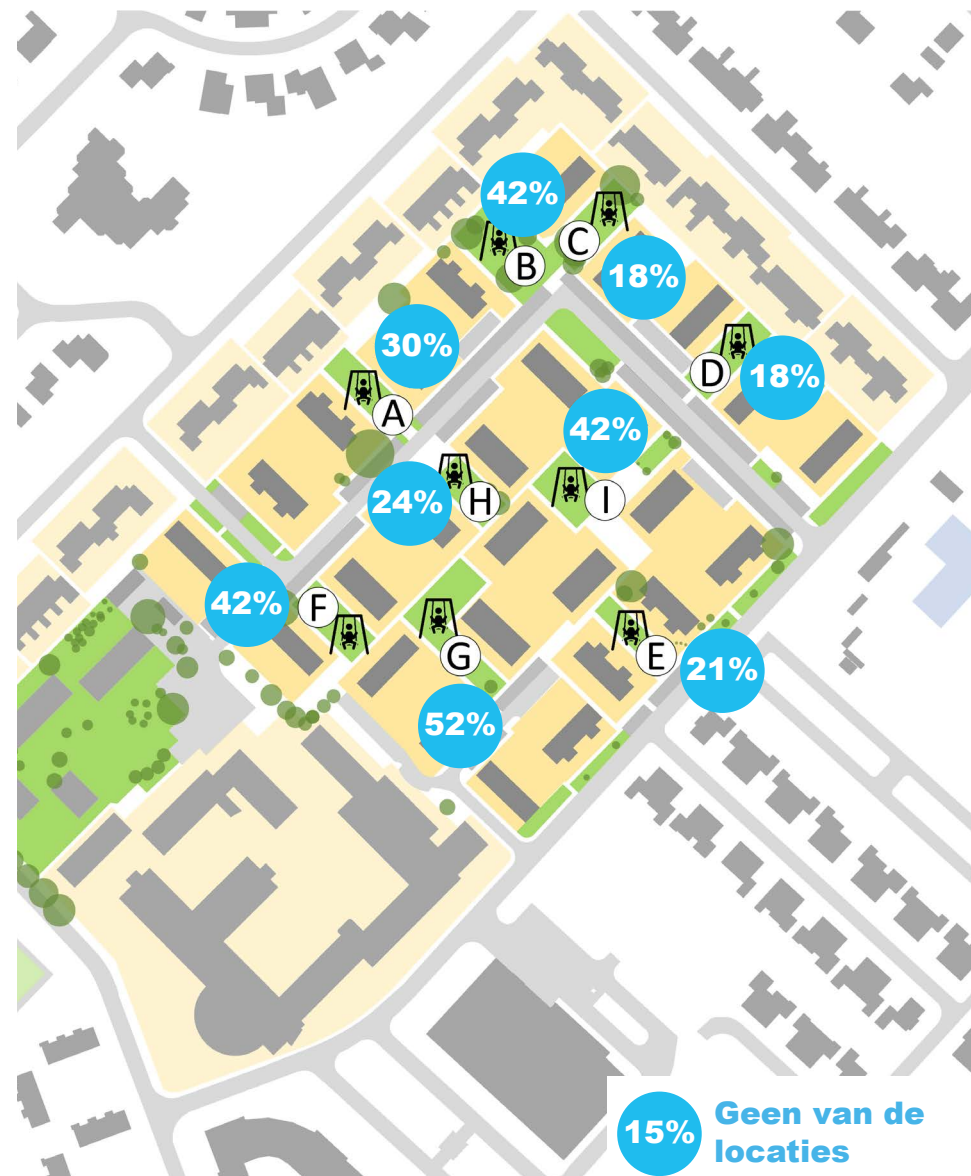 42%
B
C
18%
30%
A
D
18%
42%
24%
H
I
42%
F
G
E
21%
52%
15%
Geen van de
locaties